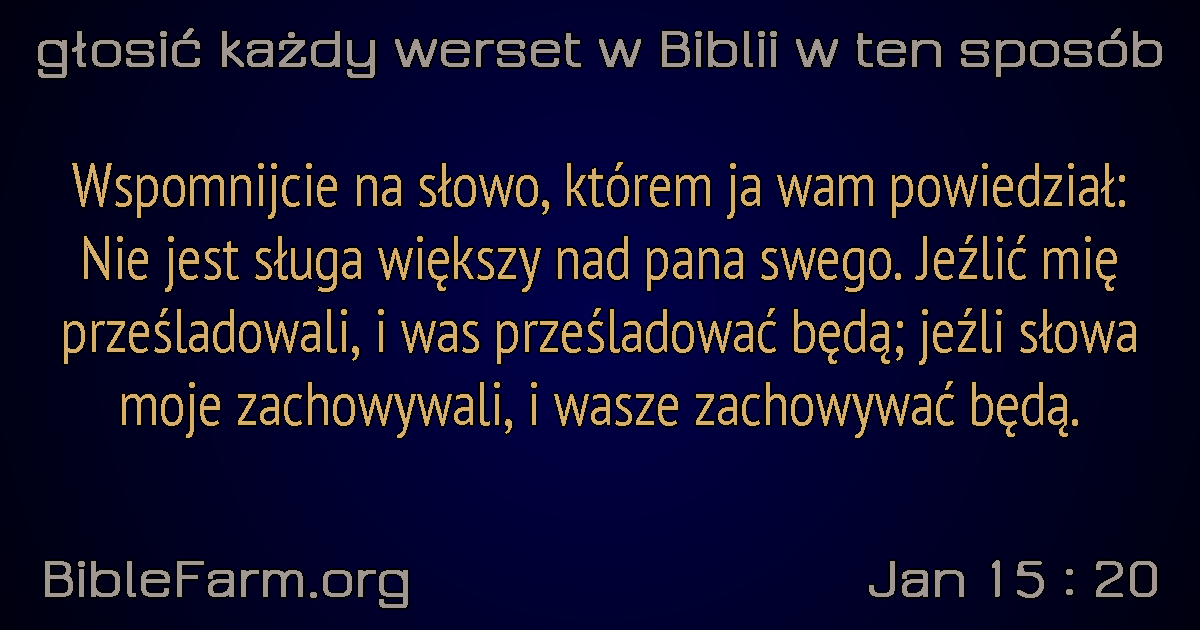 głosić każdy werset w Biblii w ten sposób
Wspomnijcie na słowo, którem ja wam powiedział:
Nie jest sługa większy nad pana swego. Jeźlić mię
prześladowali, i was prześladować będą; jeźli słowa
moje zachowywali, i wasze zachowywać będą.
BibleFarm.org
Jan 15 : 20